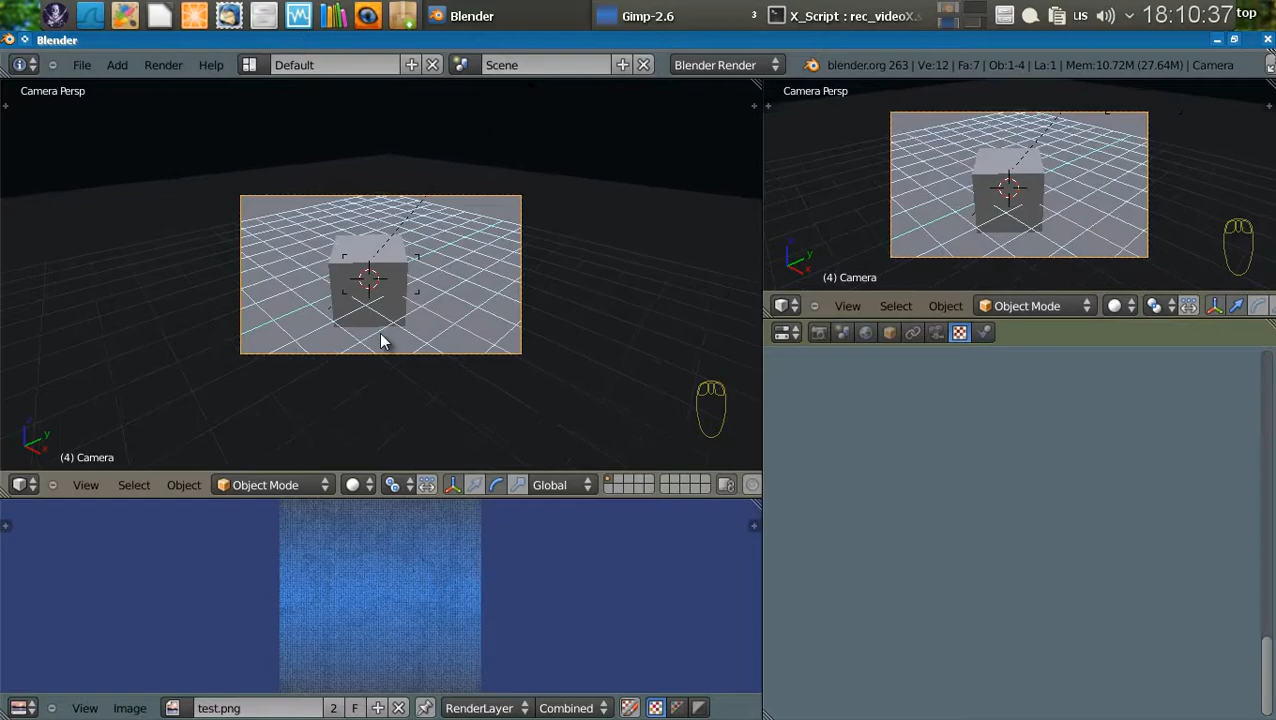 Blender
Gimp-2.6
3
X_Script : rec_videoX.s
us
18:10:37 top
Blender
File Add Render Help
Default
Scene
Blender Render
blender.org 263 | Ve:12 | Fa:7 | Ob:1-4 | La:1 | Mem:10.72M (27.64M) | Camera
Camera Persp
Camera Persp
z
y
x
(4) Camera
View Select Object
Object Mode
z
y
x
(4) Camera
View Select Object
Object Mode
Global
View Image
test.png
2
F
RenderLayer
Combined